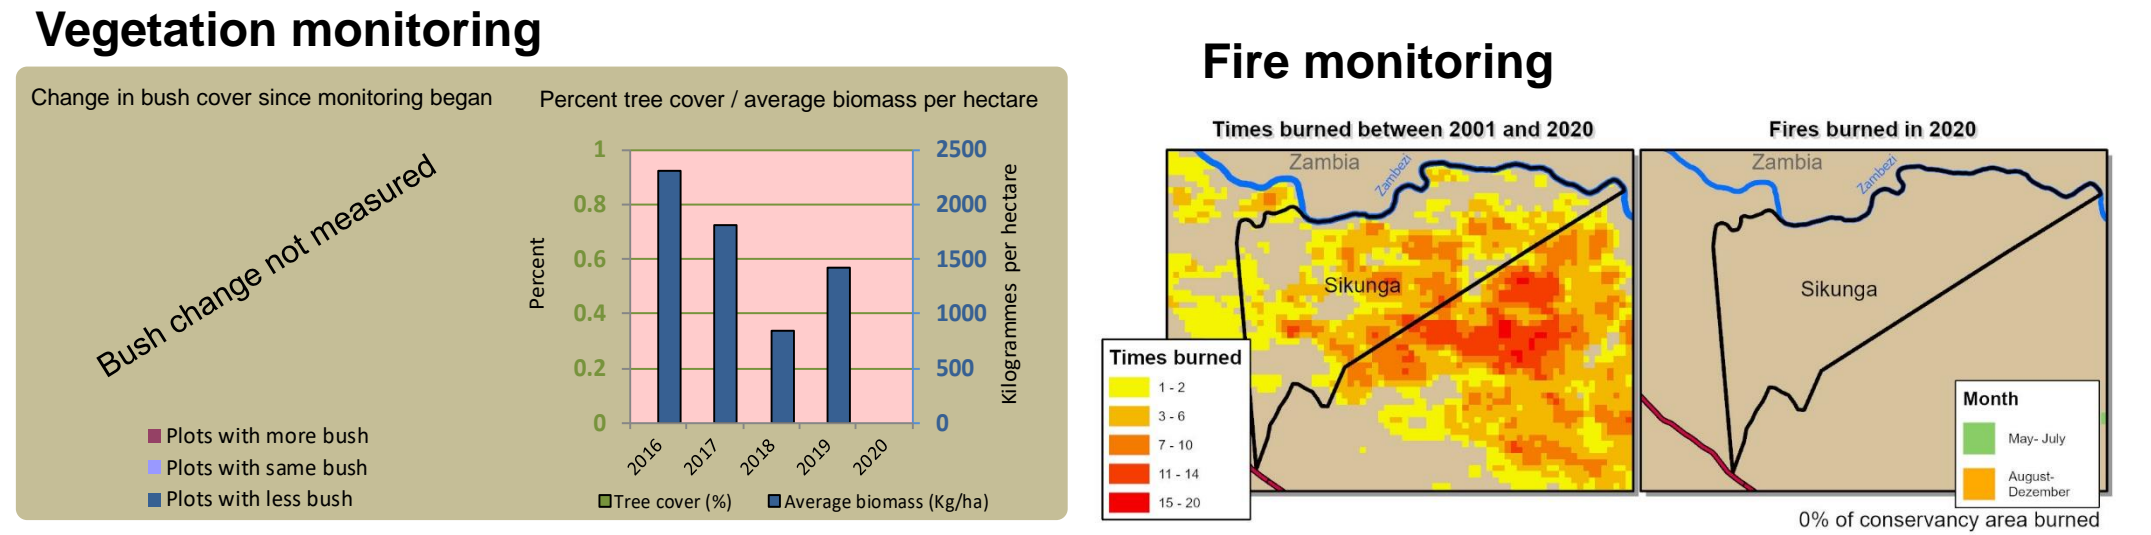 Vegetation monitoring
Change in bush cover since monitoring began
Bush change not measured
Plots with more bush
Plots with same bush
Plots with less bush
Percent tree cover / average biomass per hectare
Percent
1
0.8
0.6
0.4
0.2
0
2500
2000
1500
1000
500
0
Kilogrammes per hectare
2016
2017
2018
2019
2020
Tree cover (%)
Average biomass (Kg/ha)
Fire monitoring
Times burned between 2001 and 2020
Zambia
Zambezi
Sikunga
Times burned
1 - 2
3 - 6
7 - 10
11 - 14
15 - 20
Fires burned in 2020
Zambia
Zambezi
Sikunga
Month
May- July
August-
Dezember
0% of conservancy area burned